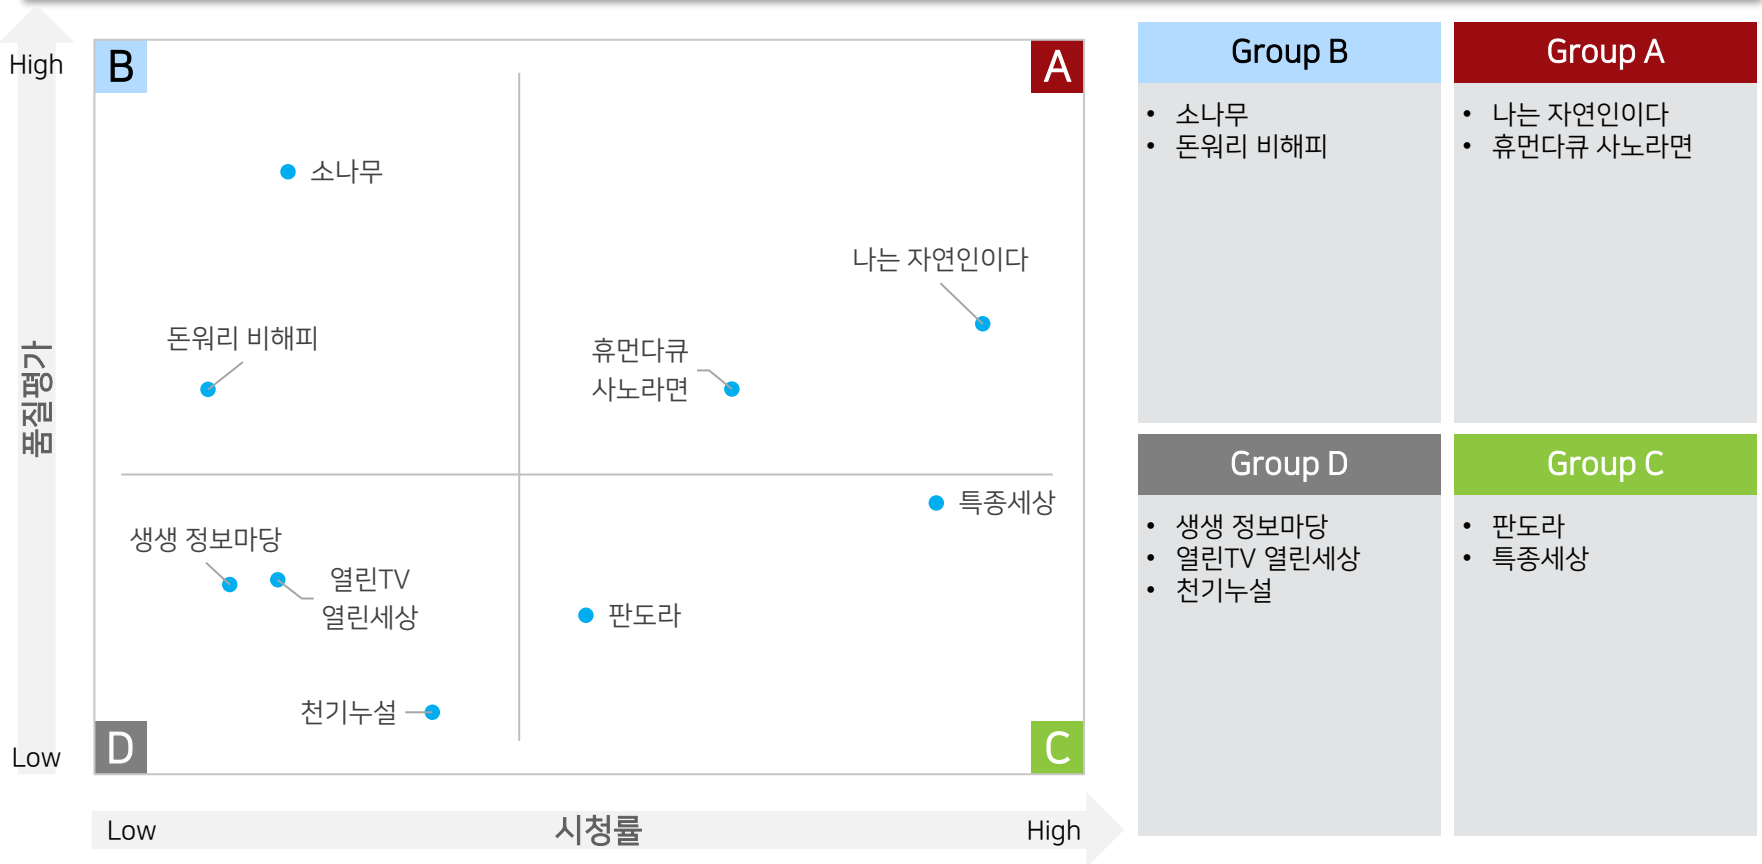 High
B
A
소나무
나는 자연인이다
돈워리 비해피
휴먼다큐
사노라면
품질평가
특종세상
생생 정보마당
열린TV
열린세상
판도라
천기누설
D
C
Low
Low
시청률
High
Group B
• 소나무
• 돈워리 비해피
Group A
• 나는 자연인이다
• 휴먼다큐 사노라면
Group D
• 생생 정보마당
• 열린TV 열린세상
• 천기누설
Group C
• 판도라
• 특종세상